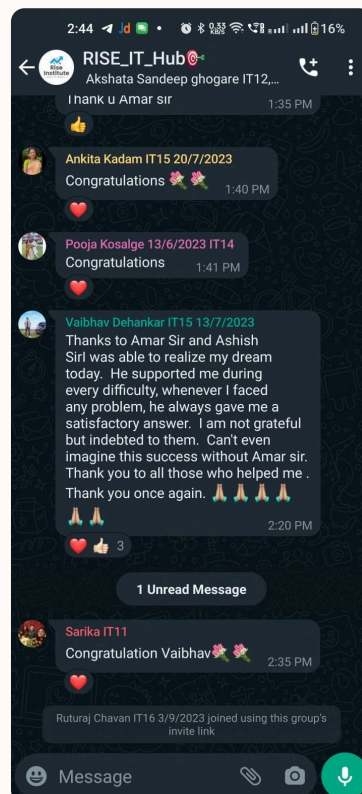 2:44
0.33
KB/S
16%
RISE_IT_Hub
Rise
Institute
Akshata Sandeep ghogare IT12,...
Thank u Amar sir
1:35 PM
Ankita Kadam IT15 20/7/2023
Congratulations 💐 💐
1:40 PM
Pooja Kosalge 13/6/2023 IT14
Congratulations
1:41 PM
Vaibhav Dehankar IT15 13/7/2023
Thanks to Amar Sir and Ashish
SirI was able to realize my dream
today. He supported me during
every difficulty, whenever I faced
any problem, he always gave me a
satisfactory answer. I am not grateful
but indebted to them. Can't even
imagine this success without Amar sir.
Thank you to all those who helped me .
Thank you once again. 🙏 🙏 🙏 🙏
🙏 🙏
2:20 PM
3
1 Unread Message
Sarika IT11
Congratulation Vaibhav💐 💐
2:35 PM
Ruturaj Chavan IT16 3/9/2023 joined using this group's
invite link
Message